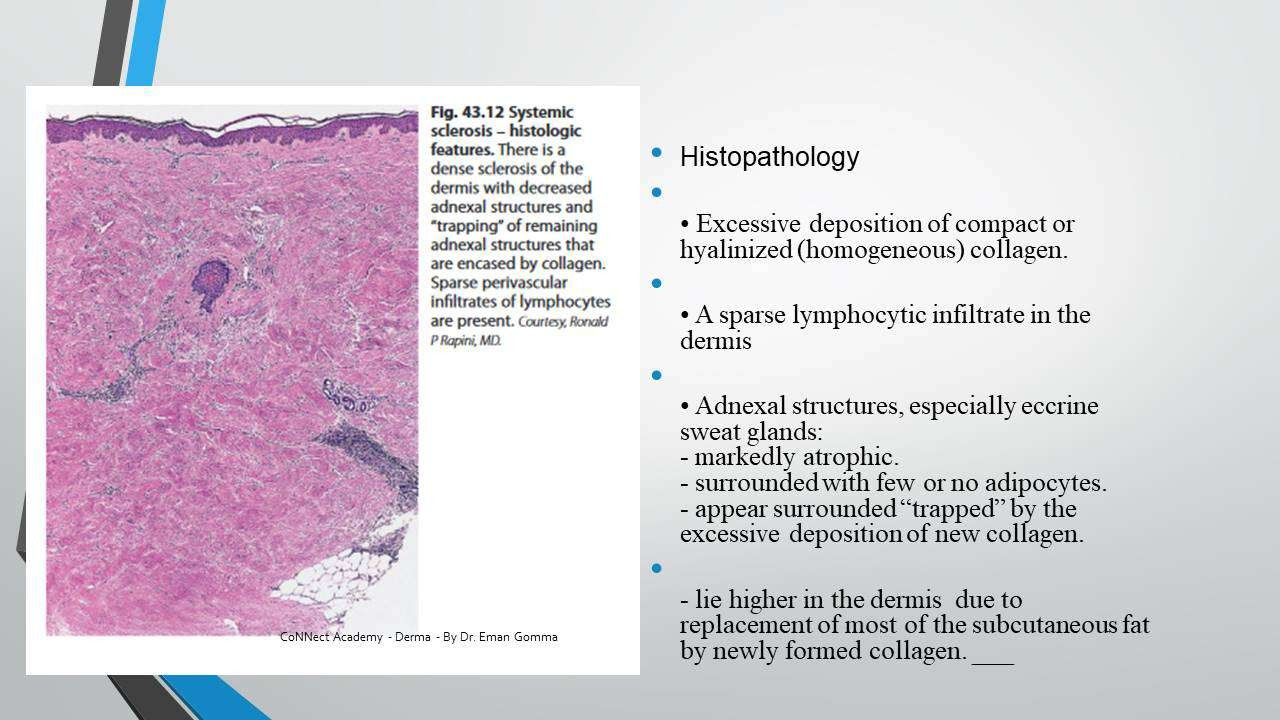 Fig. 43.12 Systemic
sclerosis – histologic
features. There is a
dense sclerosis of the
dermis with decreased
adnexal structures and
“trapping” of remaining
adnexal structures that
are encased by collagen.
Sparse perivascular
infiltrates of lymphocytes
are present. Courtesy, Ronald
P Rapini, MD.
CoNNect Academy - Derma - By Dr. Eman Gomma
• Histopathology
•
• Excessive deposition of compact or
hyalinized (homogeneous) collagen.
•
• A sparse lymphocytic infiltrate in the
dermis
•
• Adnexal structures, especially eccrine
sweat glands:
- markedly atrophic.
- surrounded with few or no adipocytes.
- appear surrounded “trapped” by the
excessive deposition of new collagen.
•
- lie higher in the dermis due to
replacement of most of the subcutaneous fat
by newly formed collagen. ___